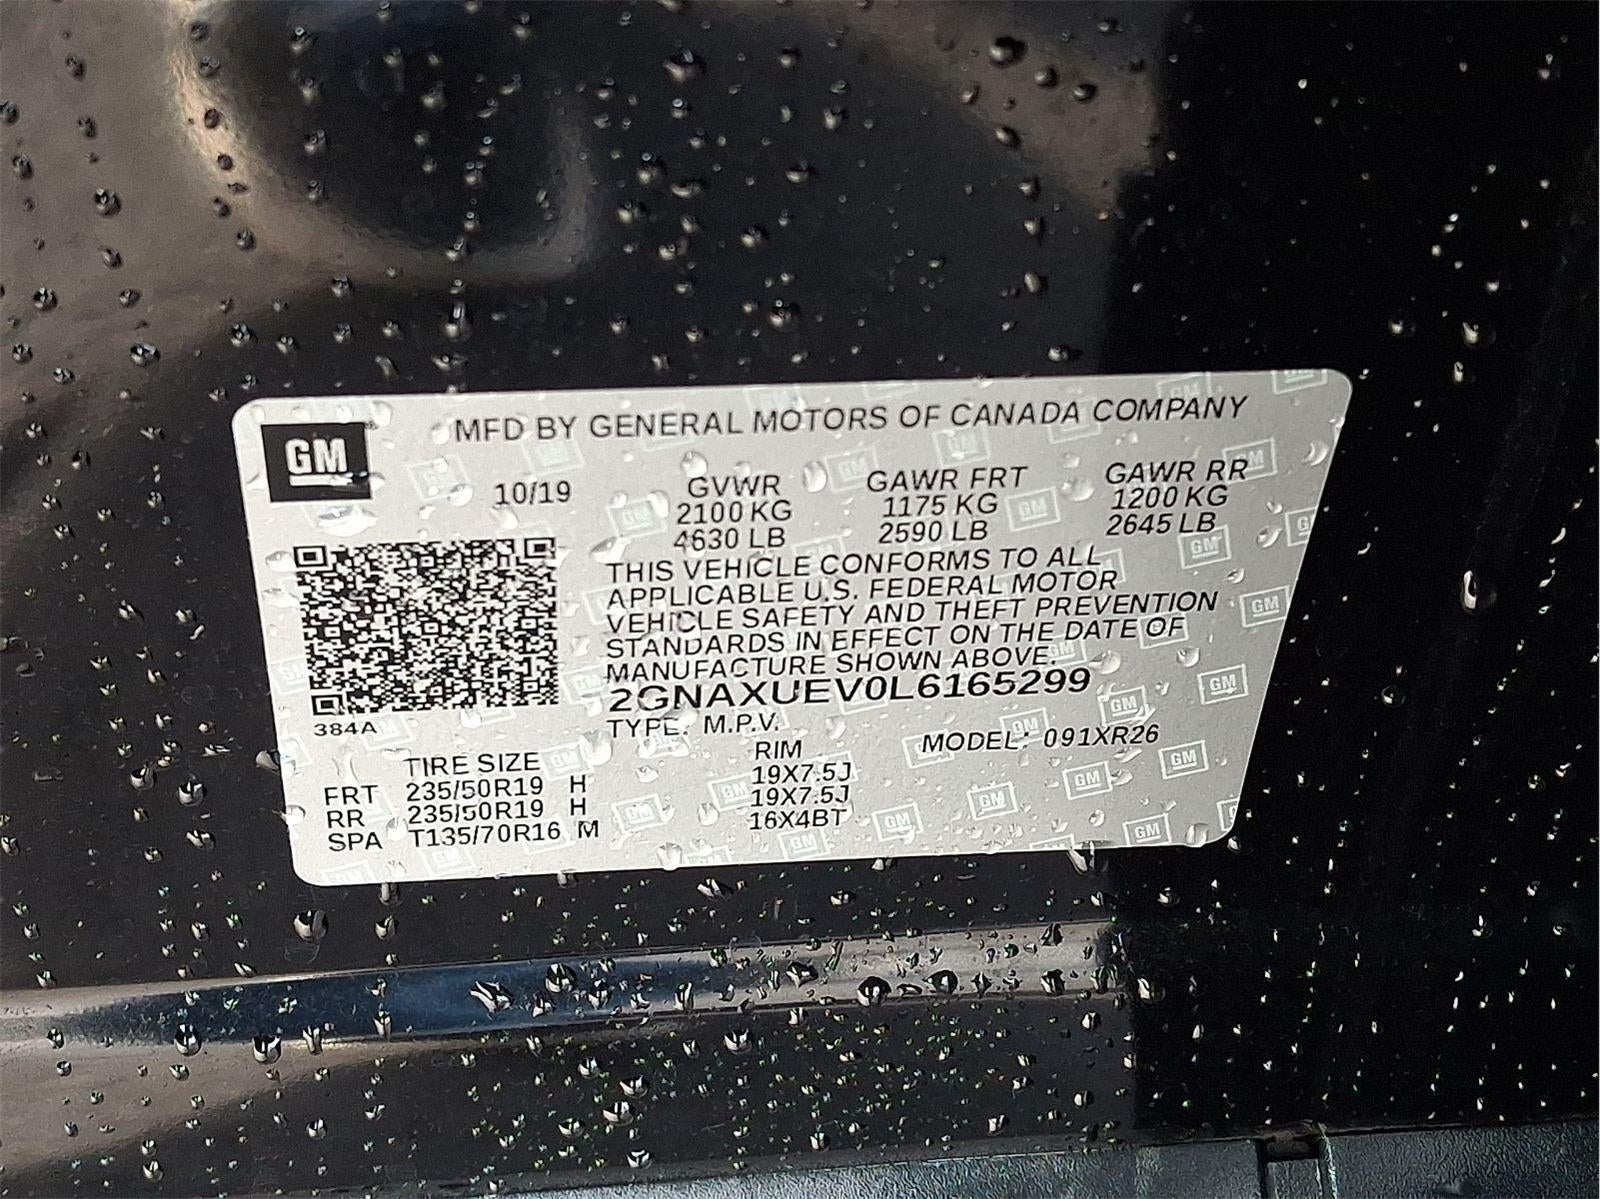 GM
MFD BY GENERAL MOTORS OF CANADA COMPANY
10/19
GVWR GAWR FRT GAWR RR
2100 KG 1175 KG 1200 KG
4630 LB 2590 LB 2645 LB
THIS VEHICLE CONFORMS TO ALL
APPLICABLE U.S. FEDERAL MOTOR
VEHICLE SAFETY AND THEFT PREVENTION
STANDARDS IN EFFECT ON THE DATE OF
MANUFACTURE SHOWN ABOVE.
2GNAXUEV0L6165299
384A
TYPE: M.P.V. MODEL: 091XR26
TIRE SIZE RIM
FRT 235/50R19 H 19X7.5J
RR 235/50R19 H 19X7.5J
SPA T135/70R16 M 16X4BT